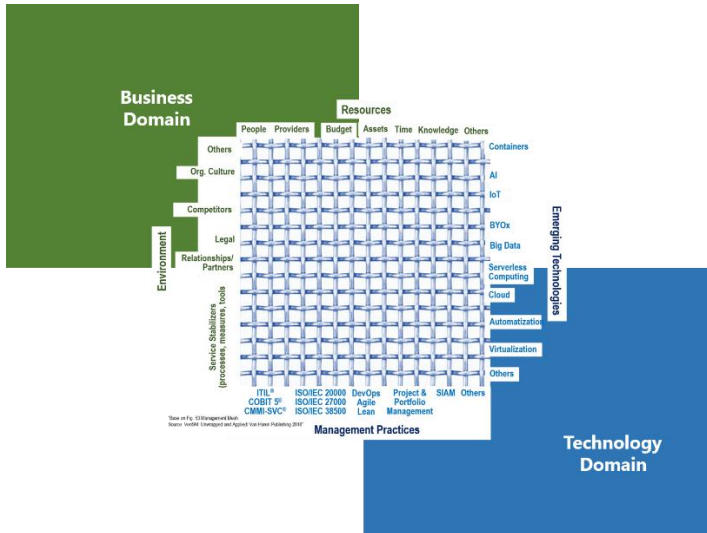 Business
Domain
Resources
People Providers Budget Assets Time Knowledge Others
Others
Org. Culture
Competitors
Legal
Relationships/
Partners
Environment
Service Stabilizers
(processes, measures, tools
Containers
AI
IoT
BYOx
Big Data
Serverless
Computing
Cloud
Automatization
Virtualization
Others
Emerging Technologies
ITIL® ISO/IEC 20000 DevOps Project & SIAM Others
COBIT 5® ISO/IEC 27000 Agile Portfolio
CMMI-SVC® ISO/IEC 38500 Lean Management
Management Practices
Technology
Domain